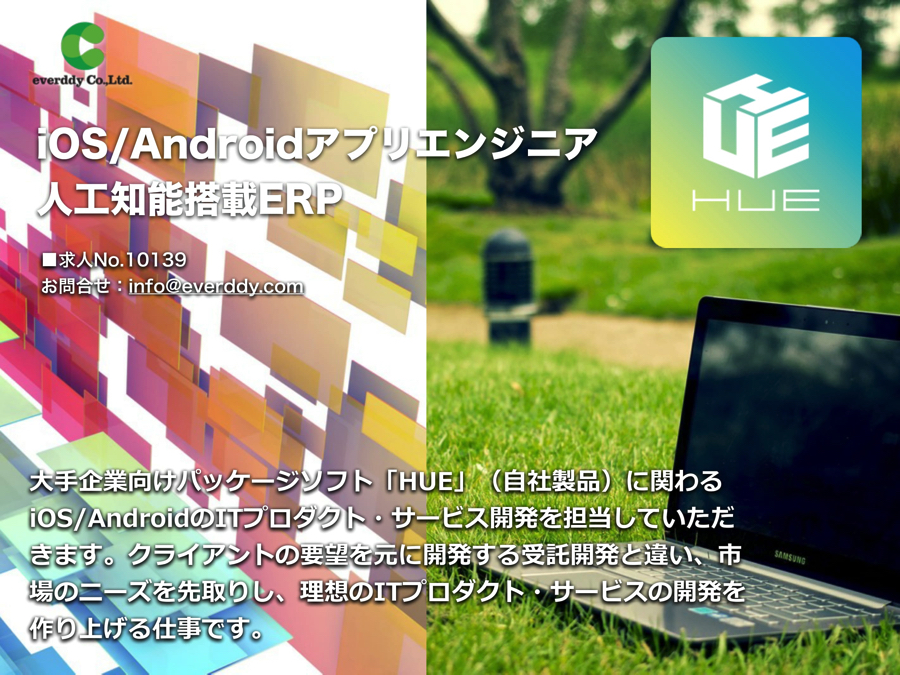 everddy Co.,Ltd.
iOS/Androidアプリエンジニア
人工知能搭載ERP
■求人No.10139
お問合せ：info@everddy.com
HUE
HUE
大手企業向けパッケージソフト「HUE」（自社製品）に関わる
iOS/AndroidのITプロダクト・サービス開発を担当していただ
きます。クライアントの要望を元に開発する受託開発と違い、市
場のニーズを先取りし、理想のITプロダクト・サービスの開発を
作り上げる仕事です。
SAMSUNG